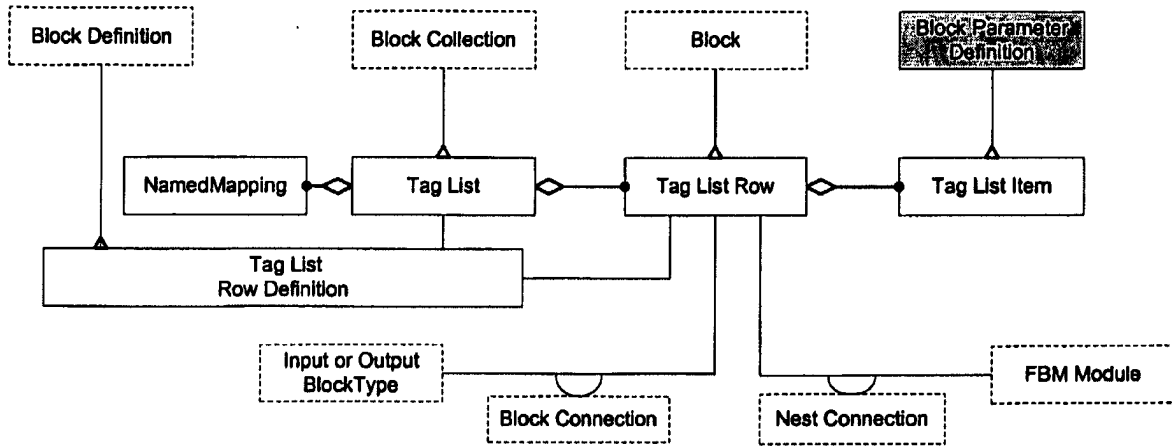 Block Definition
Block Collection
Block
Block Parameter
Definition
NamedMapping
Tag List
Tag List Row
Tag List Item
Tag List
Row Definition
Input or Output
BlockType
FBM Module
Block Connection
Nest Connection